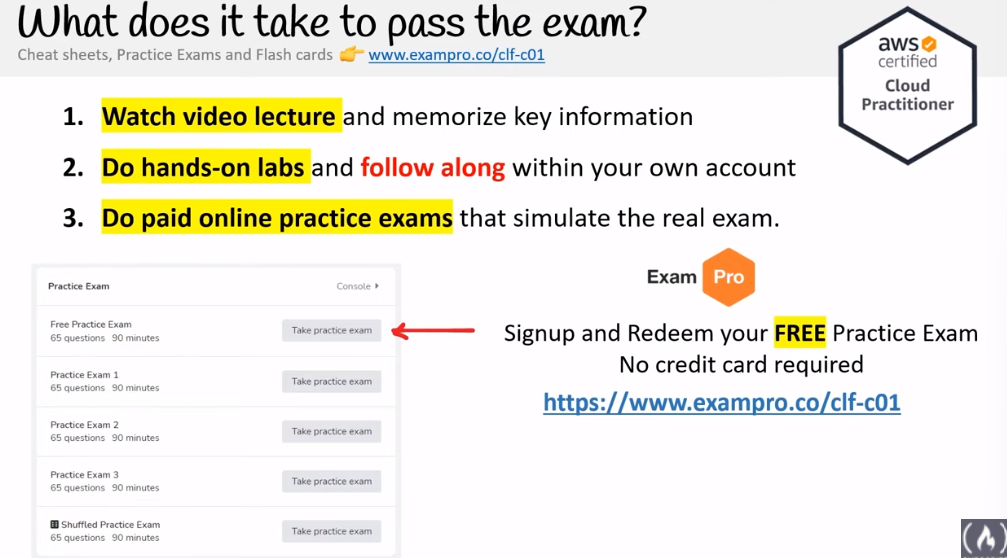 What does it take to pass the exam?
Cheat sheets, Practice Exams and Flash cards 👉 www.exampro.co/clf-c01
aws
certified
Cloud
Practitioner
1. Watch video lecture and memorize key information
2. Do hands-on labs and follow along within your own account
3. Do paid online practice exams that simulate the real exam.
Practice Exam Console
Free Practice Exam
65 questions 90 minutes
Take practice exam
Practice Exam 1
65 questions 90 minutes
Take practice exam
Practice Exam 2
65 questions 90 minutes
Take practice exam
Practice Exam 3
65 questions 90 minutes
Take practice exam
Shuffled Practice Exam
65 questions 90 minutes
Take practice exam
Exam Pro
Signup and Redeem your FREE Practice Exam
No credit card required
https://www.exampro.co/clf-c01